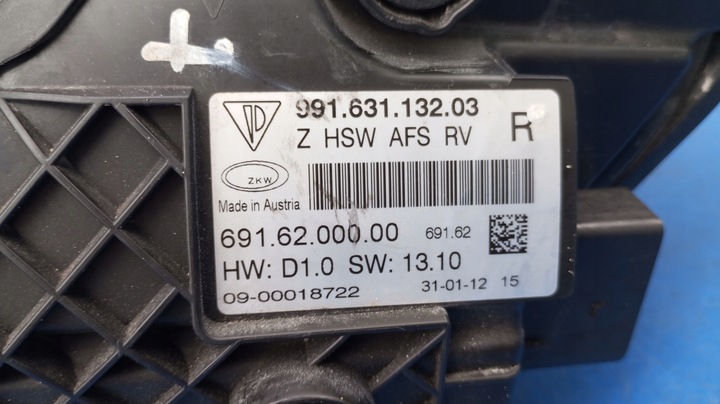 991.631.132.03
Z HSW AFS RV R
ZKW
Made in Austria
691.62.000.00 691.62
HW: D1.0 SW: 13.10
09-00018722 31-01-12 15